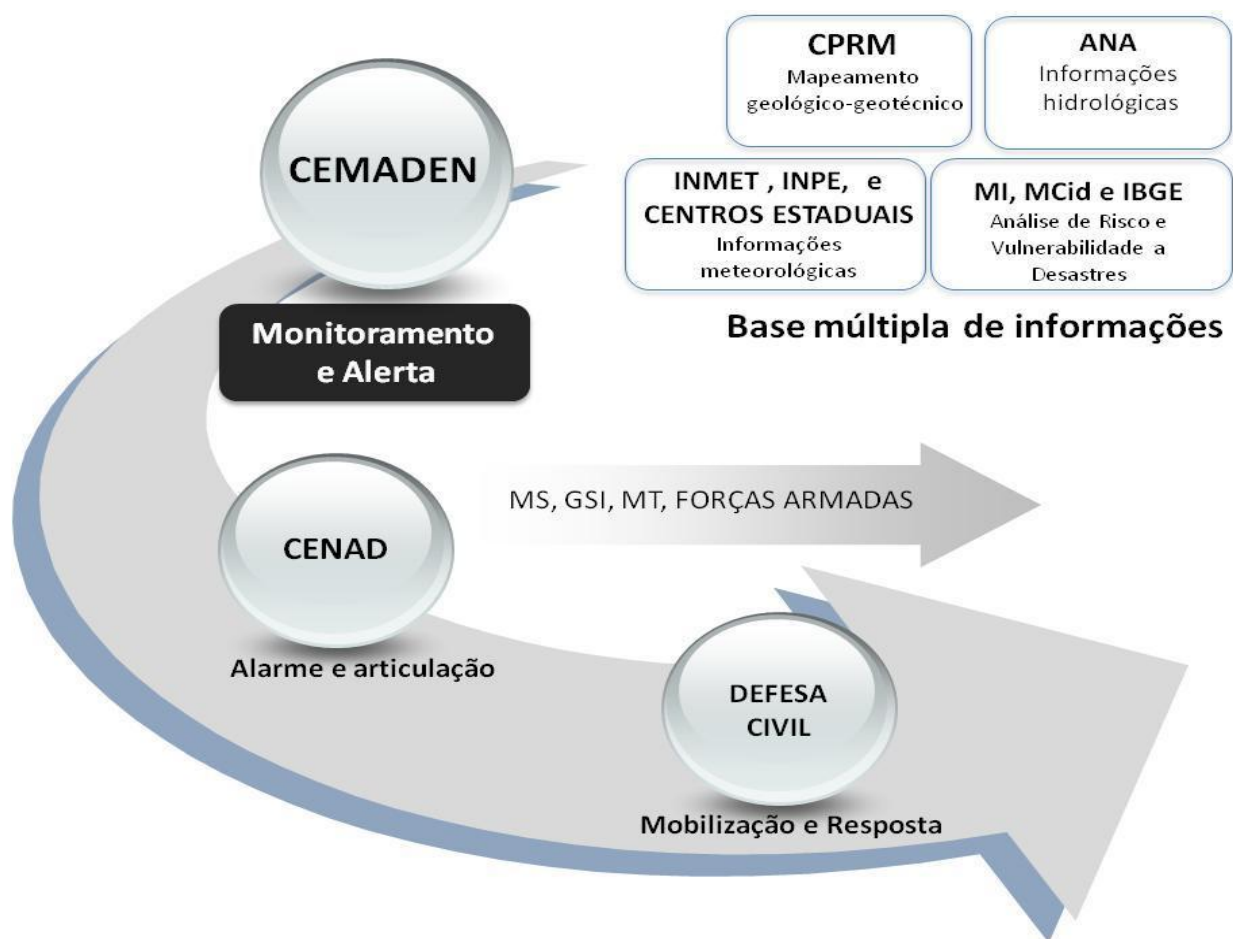 CPRM
Mapeamento
geológico-geotécnico
ANA
Informações
hidrológicas
CEMADEN
INMET , INPE, e
CENTROS ESTADUAIS
Informações
meteorológicas
MI, MCid e IBGE
Análise de Risco e
Vulnerabilidade a
Desastres
Base múltipla de informações
Monitoramento
e Alerta
MS, GSI, MT, FORÇAS ARMADAS
CENAD
Alarme e articulação
DEFESA
CIVIL
Mobilização e Resposta